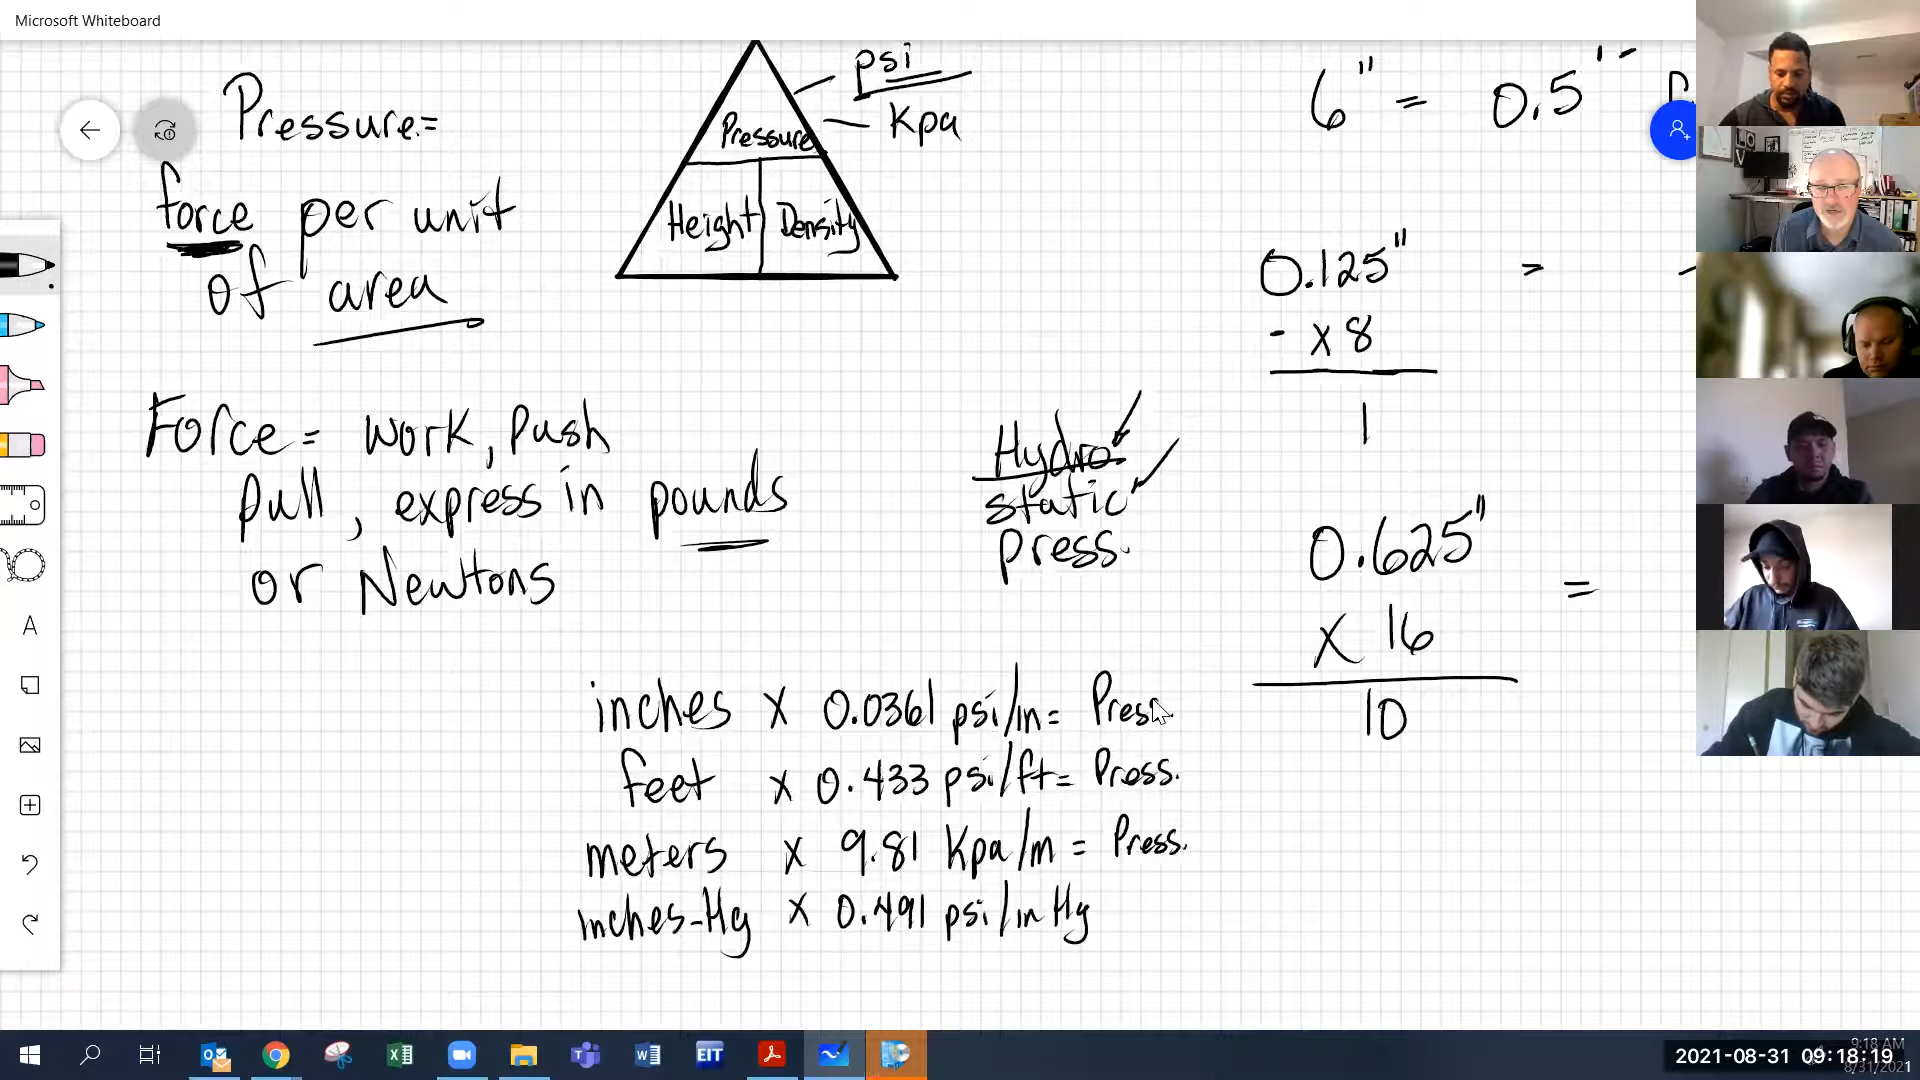 Microsoft Whiteboard
Pressure=
force per unit
of area
psi
Kpa
Pressure
Height Density
Force = work, push
pull, express in pounds
or Newtons
Hydro
static
press.
inches x 0.0361 psi/in = Press.
feet x 0.433 psi/ft = Press.
meters x 9.81 Kpa/m = Press.
inches-Hg x 0.491 psi/in Hg
6" = 0.5'
0.125" =
- x 8
1
0.625" =
x 16
10
A
EIT
2021-08-31 09:18:19
9:18 AM
8/31/2021